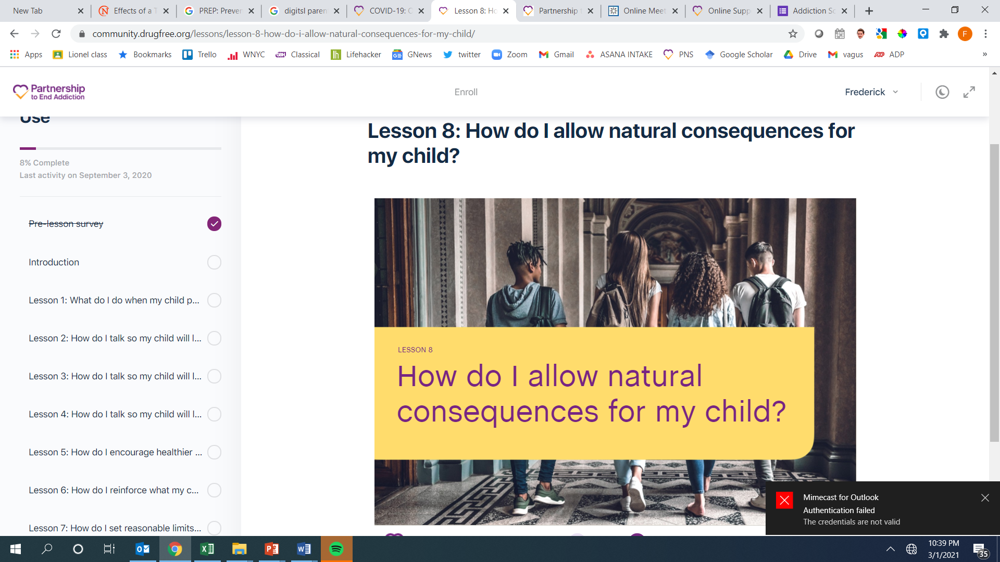 New Tab
Effects of a T
PREP: Preven
digitsl paren
COVID-19: C
Lesson 8: Ho
Partnership t
Online Meet
Online Supp
Addiction Sc
community.drugfree.org/lessons/lesson-8-how-do-i-allow-natural-consequences-for-my-child/
F
Apps
Lionel class
Bookmarks
Trello
WNYC
Classical
Lifehacker
GNews
twitter
Zoom
Gmail
ASANA INTAKE
PNS
Google Scholar
Drive
vagus
ADP
Partnership
to End Addiction
Enroll
Frederick
Use
8% Complete
Last activity on September 3, 2020
Pre-lesson survey
Introduction
Lesson 1: What do I do when my child p...
Lesson 2: How do I talk so my child will l...
Lesson 3: How do I talk so my child will l...
Lesson 4: How do I talk so my child will l...
Lesson 5: How do I encourage healthier ...
Lesson 6: How do I reinforce what my c...
Lesson 7: How do I set reasonable limits...
Lesson 8: How do I allow natural consequences for
my child?
LESSON 8
How do I allow natural
consequences for my child?
Mimecast for Outlook
Authentication failed
The credentials are not valid
10:39 PM
3/1/2021
35